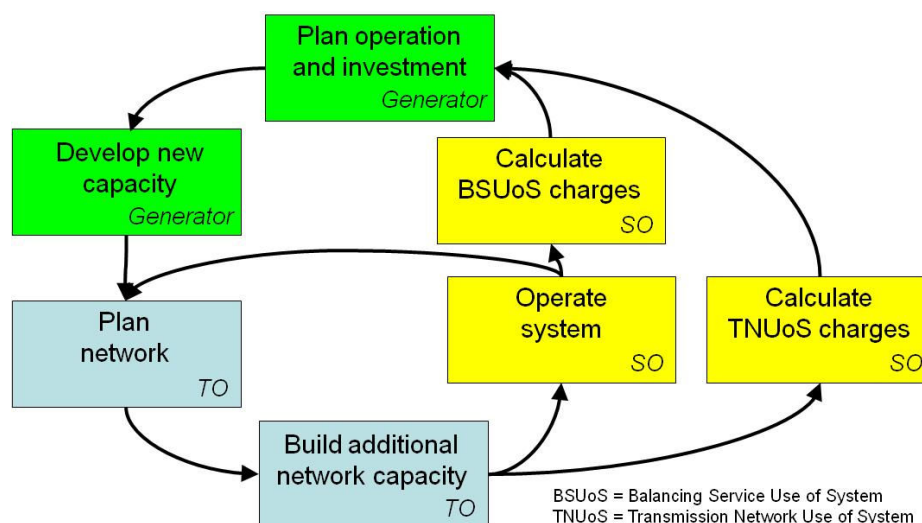 Plan operation
and investment
Generator
Develop new
capacity
Generator
Calculate
BSUoS charges
SO
Plan
network
TO
Operate
system
SO
Calculate
TNUoS charges
SO
Build additional
network capacity
TO
BSUoS = Balancing Service Use of System
TNUoS = Transmission Network Use of System